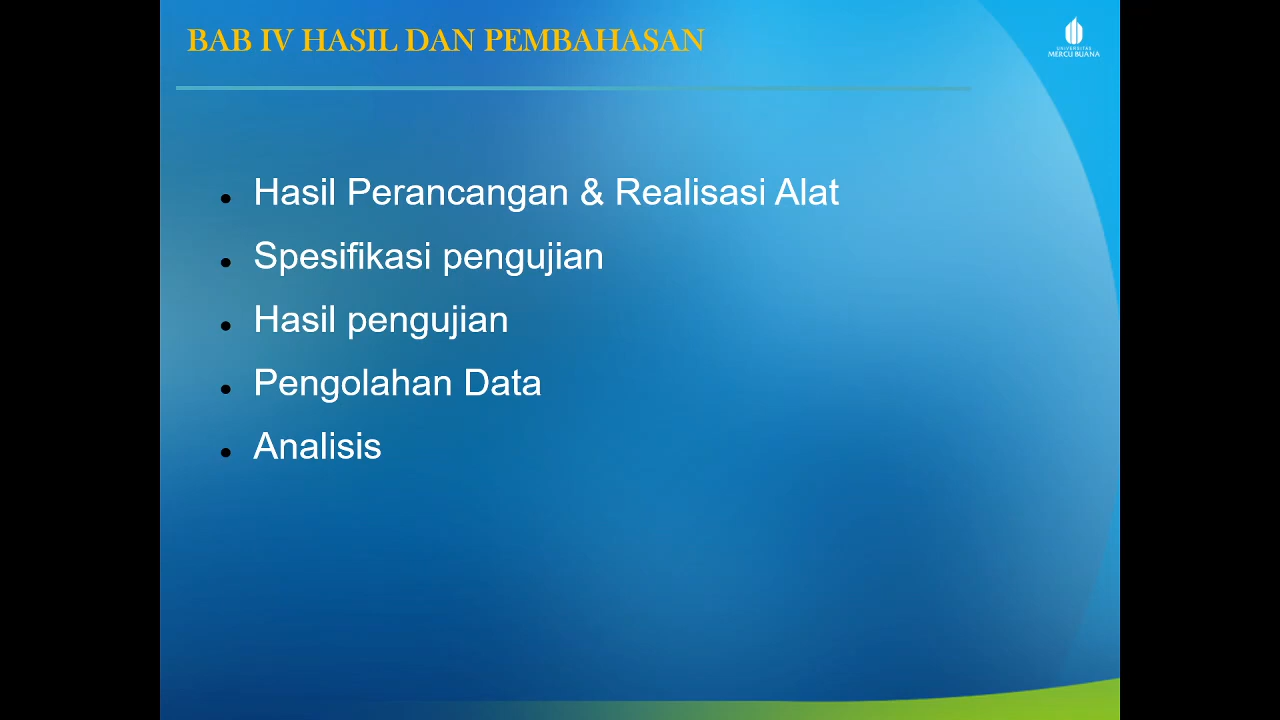 BAB IV HASIL DAN PEMBAHASAN
UNIVERSITAS
MERCU BUANA
Hasil Perancangan & Realisasi Alat
Spesifikasi pengujian
Hasil pengujian
Pengolahan Data
Analisis